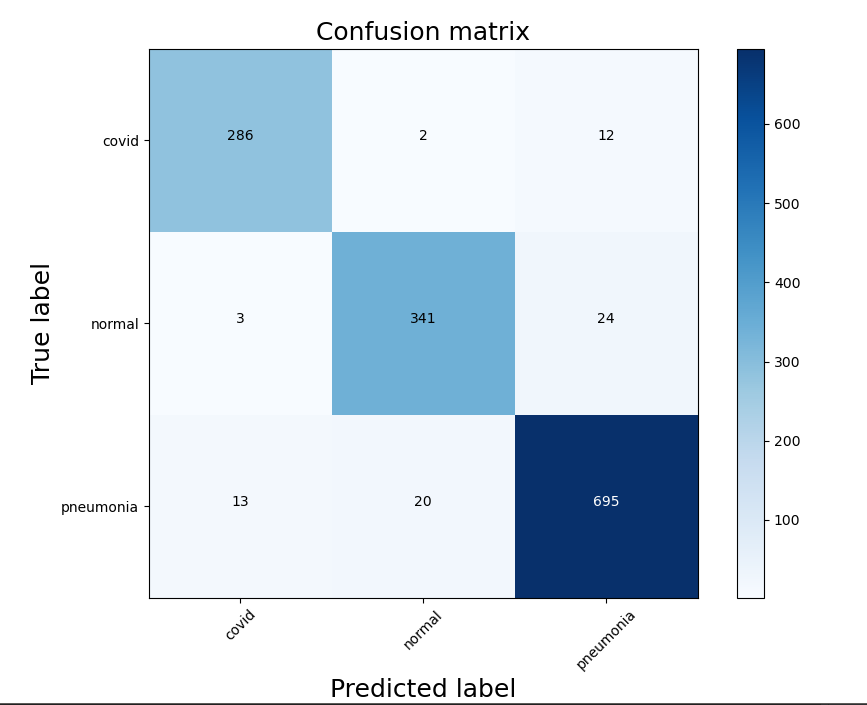 Confusion matrix
covid 286 2 12
normal 3 341 24
pneumonia 13 20 695
covid normal pneumonia
True label
Predicted label
600
500
400
300
200
100